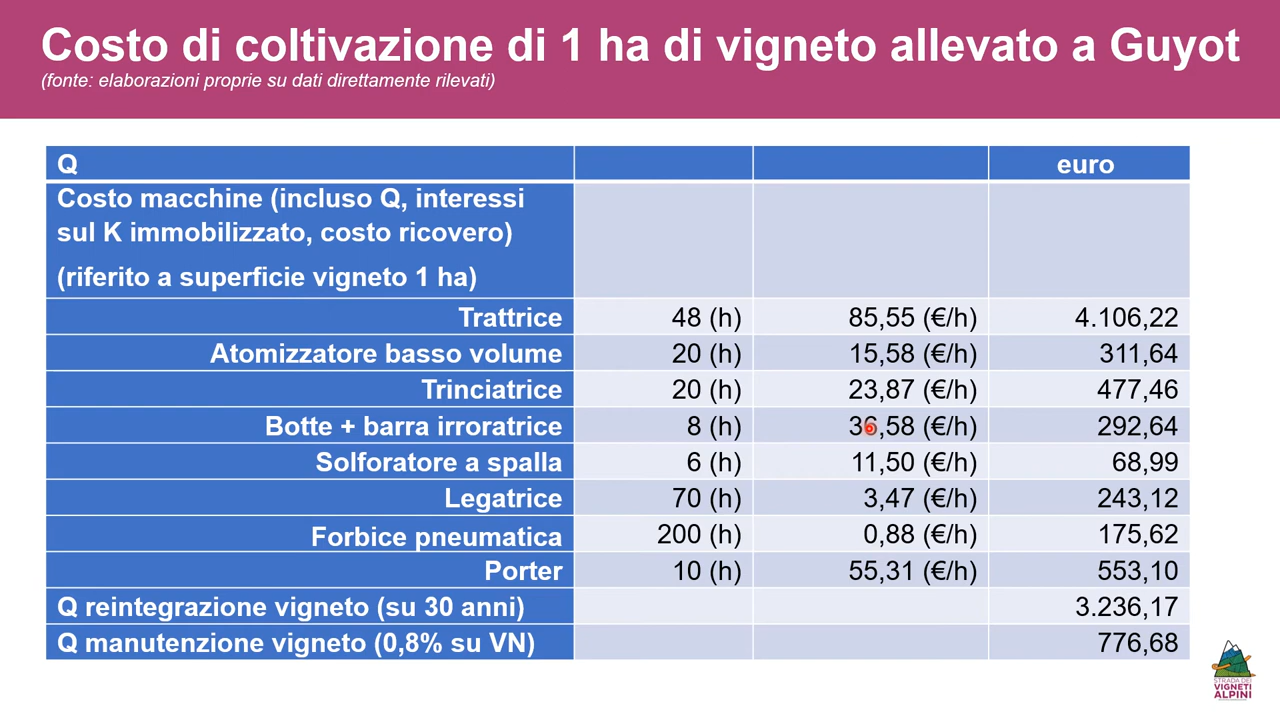 Costo di coltivazione di 1 ha di vigneto allevato a Guyot
(fonte: elaborazioni proprie su dati direttamente rilevati)
Q euro
Costo macchine (incluso Q, interessi
sul K immobilizzato, costo ricovero)
(riferito a superficie vigneto 1 ha)
Trattrice 48 (h) 85,55 (€/h) 4.106,22
Atomizzatore basso volume 20 (h) 15,58 (€/h) 311,64
Trinciatrice 20 (h) 23,87 (€/h) 477,46
Botte + barra irroratrice 8 (h) 36,58 (€/h) 292,64
Solforatore a spalla 6 (h) 11,50 (€/h) 68,99
Legatrice 70 (h) 3,47 (€/h) 243,12
Forbice pneumatica 200 (h) 0,88 (€/h) 175,62
Porter 10 (h) 55,31 (€/h) 553,10
Q reintegrazione vigneto (su 30 anni) 3.236,17
Q manutenzione vigneto (0,8% su VN) 776,68
STRADA DEI
VIGNETI
ALPINI